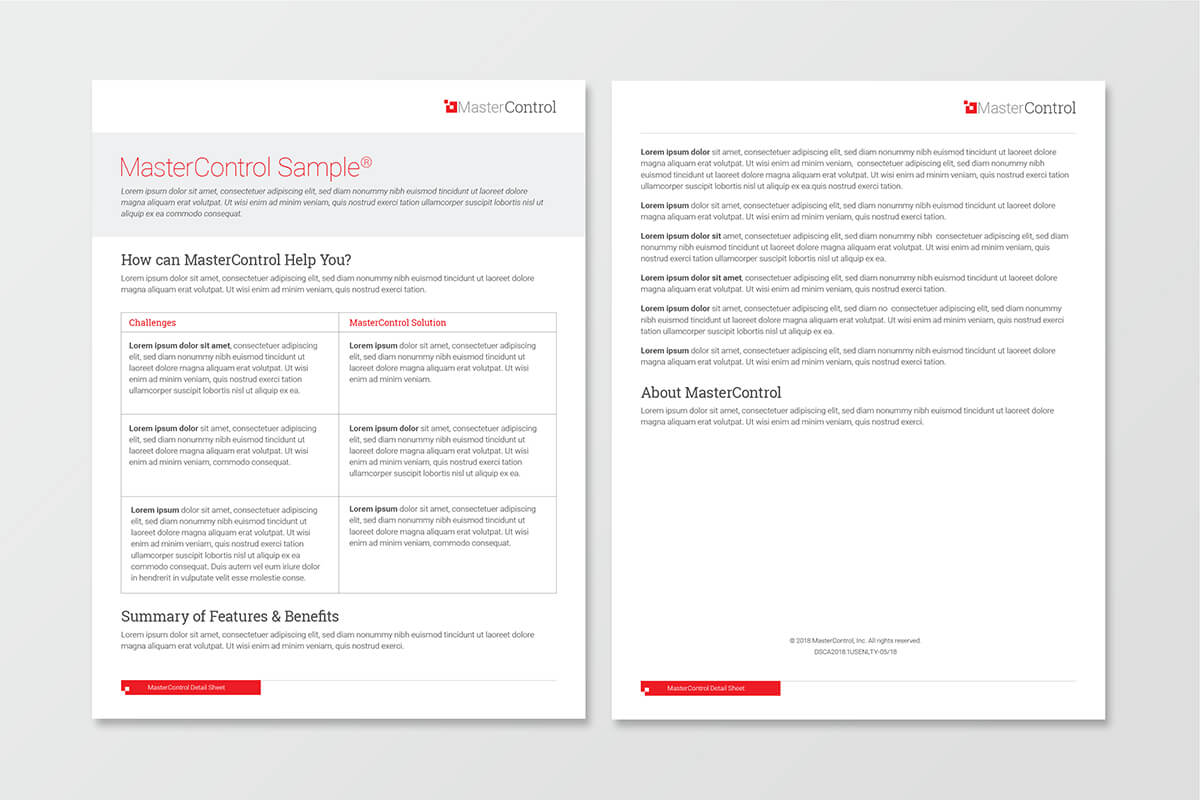 MasterControl
MasterControl Sample®
Lorem ipsum dolor sit amet, consectetuer adipiscing elit, sed diam nonummy nibh euismod tincidunt ut laoreet dolore
magna aliquam erat volutpat. Ut wisi enim ad minim veniam, quis nostrud exerci tation ullamcorper suscipit lobortis nisl ut
aliquip ex ea commodo consequat.
How can MasterControl Help You?
Lorem ipsum dolor sit amet, consectetuer adipiscing elit, sed diam nonummy nibh euismod tincidunt ut laoreet dolore
magna aliquam erat volutpat. Ut wisi enim ad minim veniam, quis nostrud exerci tation.
Challenges
MasterControl Solution
Lorem ipsum dolor sit amet, consectetuer adipiscing
elit, sed diam nonummy nibh euismod tincidunt ut
laoreet dolore magna aliquam erat volutpat. Ut wisi
enim ad minim veniam, quis nostrud exerci tation
ullamcorper suscipit lobortis nisl ut aliquip ex ea.
Lorem ipsum dolor sit amet, consectetuer adipiscing
elit, sed diam nonummy nibh euismod tincidunt ut
laoreet dolore magna aliquam erat volutpat. Ut wisi
enim ad minim veniam.
Lorem ipsum dolor sit amet, consectetuer adipiscing
elit, sed diam nonummy nibh euismod tincidunt ut
laoreet dolore magna aliquam erat volutpat. Ut wisi
enim ad minim veniam, commodo consequat.
Lorem ipsum dolor sit amet, consectetuer adipiscing
elit, sed diam nonummy nibh euismod tincidunt ut
laoreet dolore magna aliquam erat volutpat. Ut wisi
enim ad minim veniam, quis nostrud exerci tation
ullamcorper suscipit lobortis nisl ut aliquip ex ea.
Lorem ipsum dolor sit amet, consectetuer adipiscing
elit, sed diam nonummy nibh euismod tincidunt ut
laoreet dolore magna aliquam erat volutpat. Ut wisi
enim ad minim veniam, quis nostrud exerci tation
ullamcorper suscipit lobortis nisl ut aliquip ex ea
commodo consequat. Duis autem vel eum iriure dolor
in hendrerit in vulputate velit esse molestie conse.
Lorem ipsum dolor sit amet, consectetuer adipiscing
elit, sed diam nonummy nibh euismod tincidunt ut
laoreet dolore magna aliquam erat volutpat. Ut wisi
enim ad minim veniam, commodo consequat.
Summary of Features & Benefits
Lorem ipsum dolor sit amet, consectetuer adipiscing elit, sed diam nonummy nibh euismod tincidunt ut laoreet dolore
magna aliquam erat volutpat. Ut wisi enim ad minim veniam, quis nostrud exerc.
MasterControl Detail Sheet
MasterControl
Lorem ipsum dolor sit amet, consectetuer adipiscing elit, sed diam nonummy nibh euismod tincidunt ut laoreet dolore
magna aliquam erat volutpat. Ut wisi enim ad minim veniam, consectetuer adipiscing elit, sed diam nonummy nibh
euismod tincidunt ut laoreet dolore magna aliquam erat volutpat. Ut wisi enim ad minim veniam, quis nostrud exerci tation
ullamcorper suscipit lobortis nisl ut aliquip ex ea.quis nostrud exerci tation.
Lorem ipsum dolor sit amet, consectetuer adipiscing elit, sed diam nonummy nibh euismod tincidunt ut laoreet dolore
magna aliquam erat volutpat. Ut wisi enim ad minim veniam, quis nostrud exerci tation.
Lorem ipsum dolor sit amet, consectetuer adipiscing elit, sed diam nonummy nibh consectetuer adipiscing elit, sed diam
nonummy nibh euismod tincidunt ut laoreet dolore magna aliquam erat volutpat. Ut wisi enim ad minim veniam, quis
nostrud exerci tation ullamcorper suscipit lobortis nisl ut aliquip ex ea.
Lorem ipsum dolor sit amet, consectetuer adipiscing elit, sed diam nonummy nibh euismod tincidunt ut laoreet dolore
magna aliquam erat volutpat. Ut wisi enim ad minim veniam, quis nostrud exerci tation.
Lorem ipsum dolor sit amet, consectetuer adipiscing elit, sed diam no consectetuer adipiscing elit, sed diam nonummy
nibh euismod tincidunt ut laoreet dolore magna aliquam erat volutpat. Ut wisi enim ad minim veniam, quis nostrud exerci
tation ullamcorper suscipit lobortis nisl ut aliquip ex ea.
Lorem ipsum dolor sit amet, consectetuer adipiscing elit, sed diam nonummy nibh euismod tincidunt ut laoreet dolore
magna aliquam erat volutpat. Ut wisi enim ad minim veniam, quis nostrud exerci tation.
About MasterControl
Lorem ipsum dolor sit amet, consectetuer adipiscing elit, sed diam nonummy nibh euismod tincidunt ut laoreet dolore
magna aliquam erat volutpat. Ut wisi enim ad minim veniam, quis nostrud exerci.
© 2018 MasterControl, Inc. All rights reserved.
DSCA2018.1USENLTY-05/18
MasterControl Detail Sheet